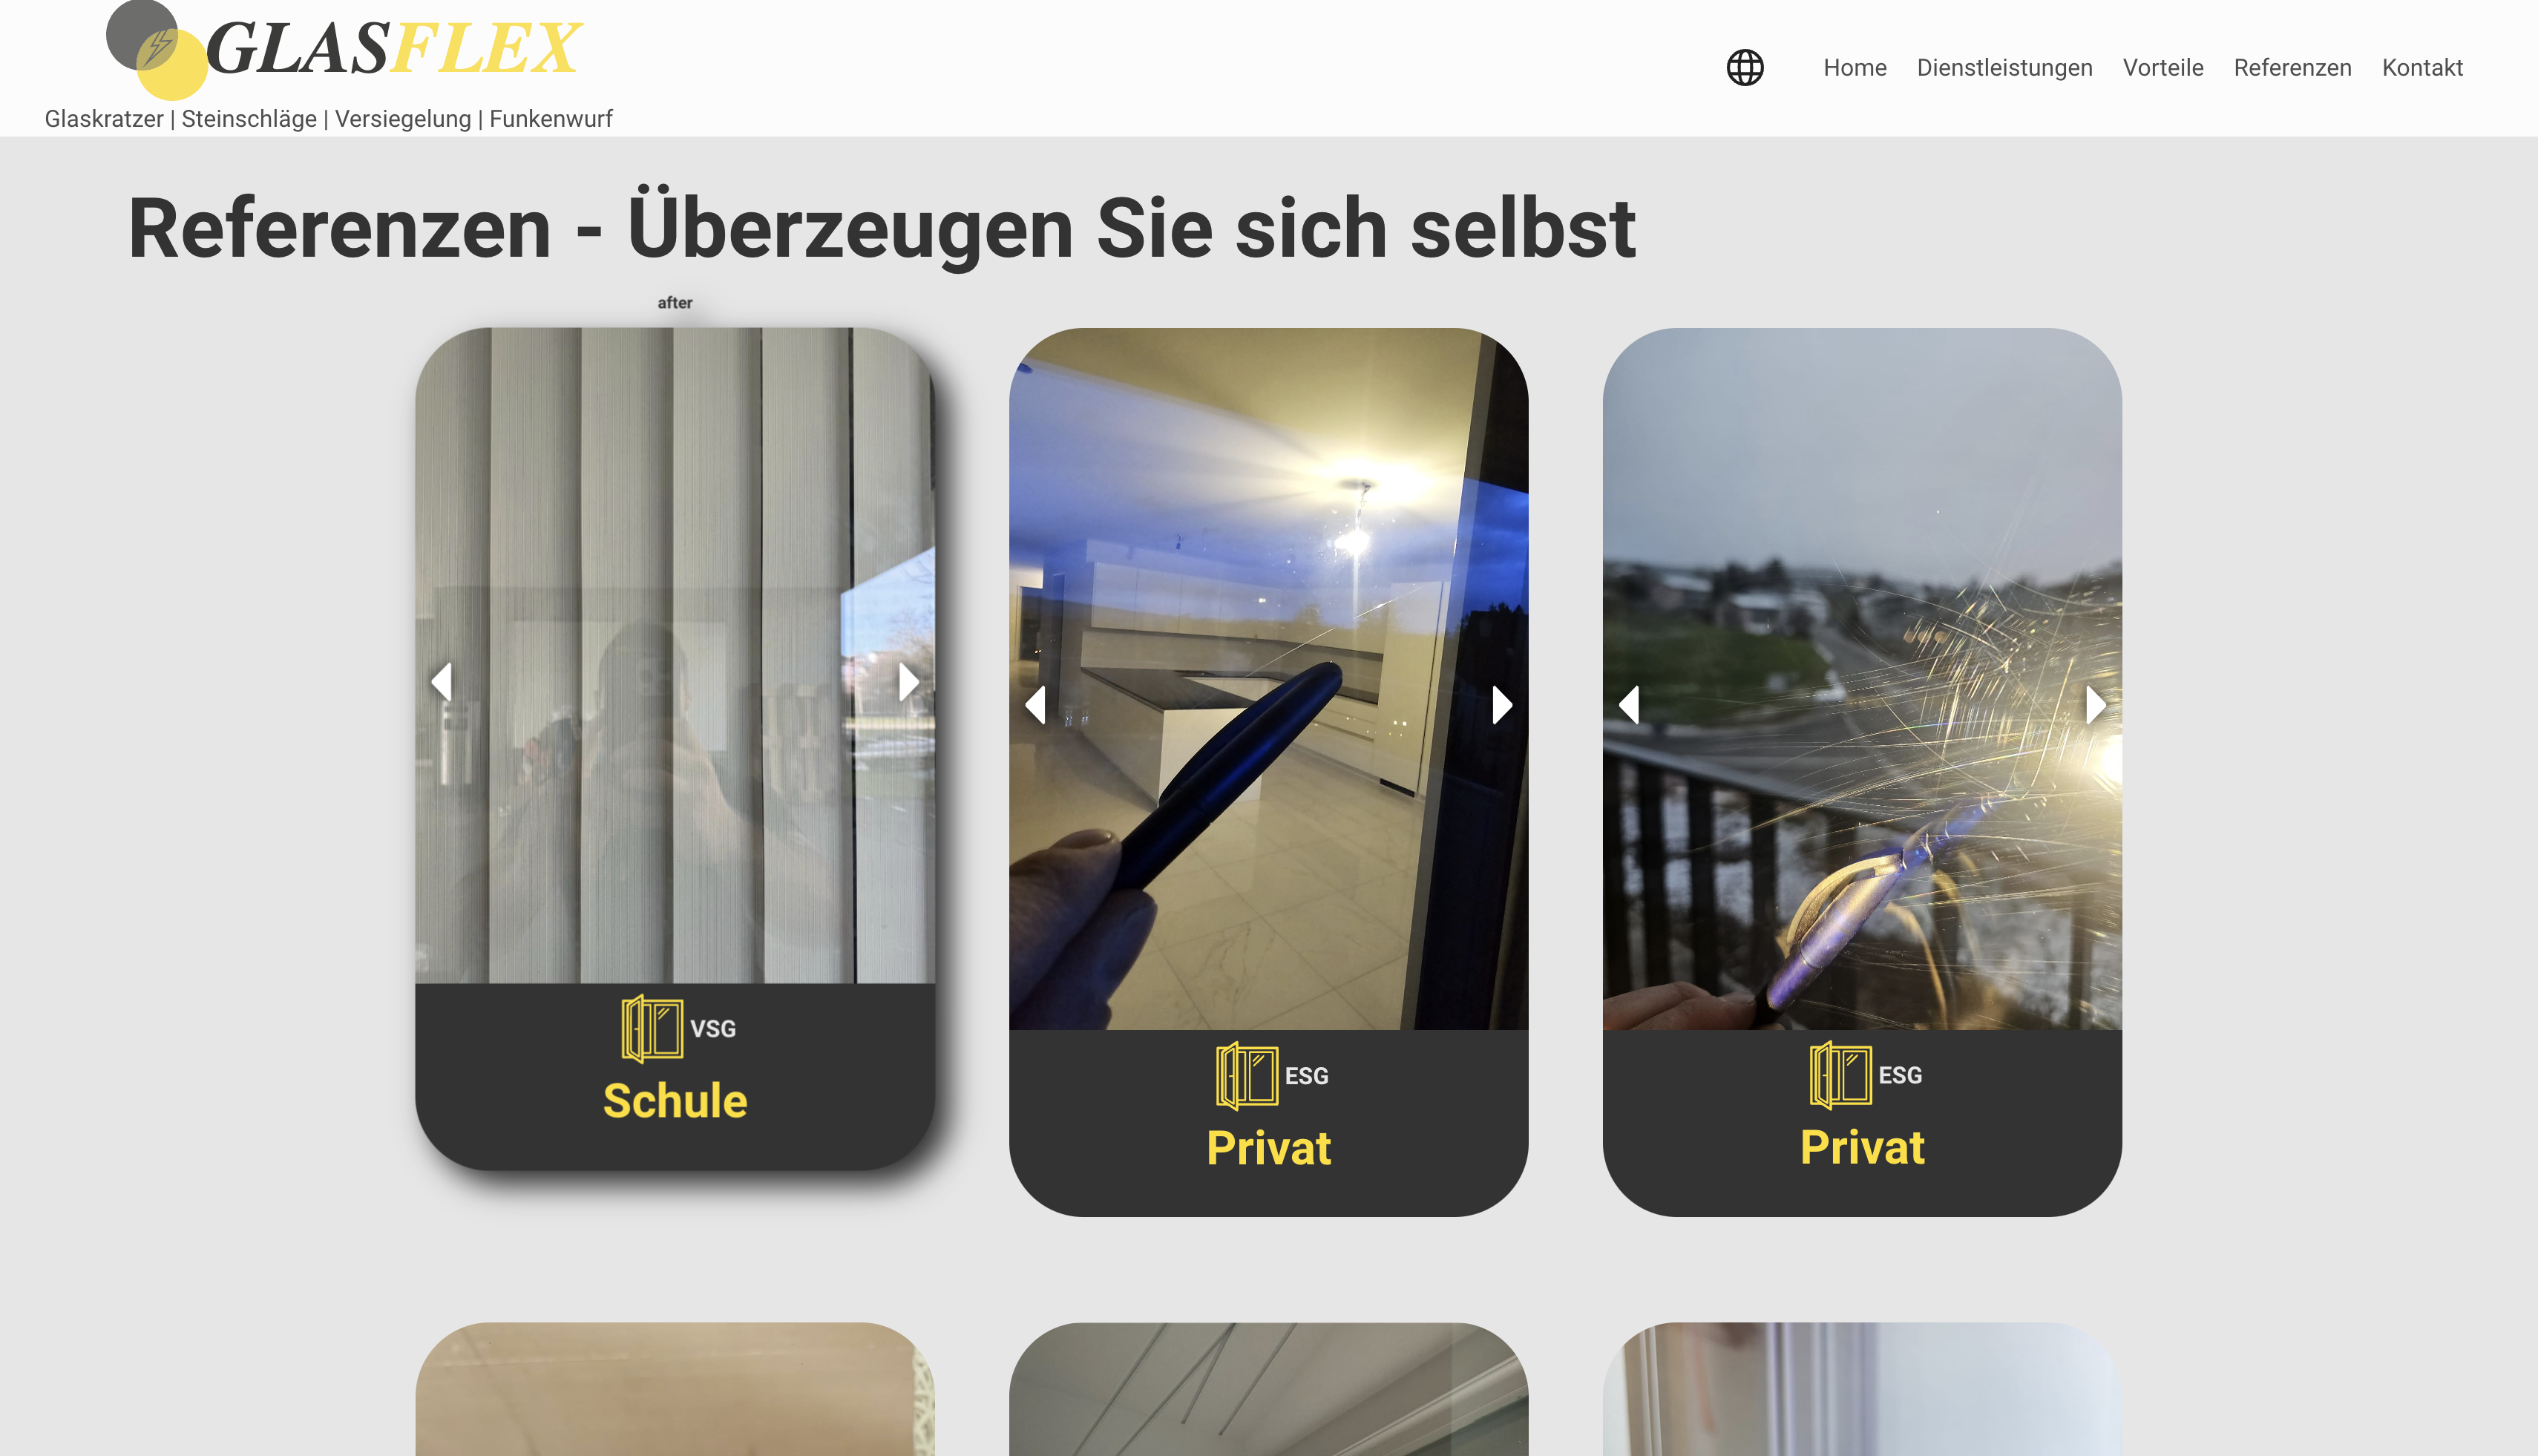 GLASFLEX
Glaskratzer | Steinschläge | Versiegelung | Funkenwurf
Home Dienstleistungen Vorteile Referenzen Kontakt
Referenzen - Überzeugen Sie sich selbst
after
VSG
Schule
ESG
Privat
ESG
Privat